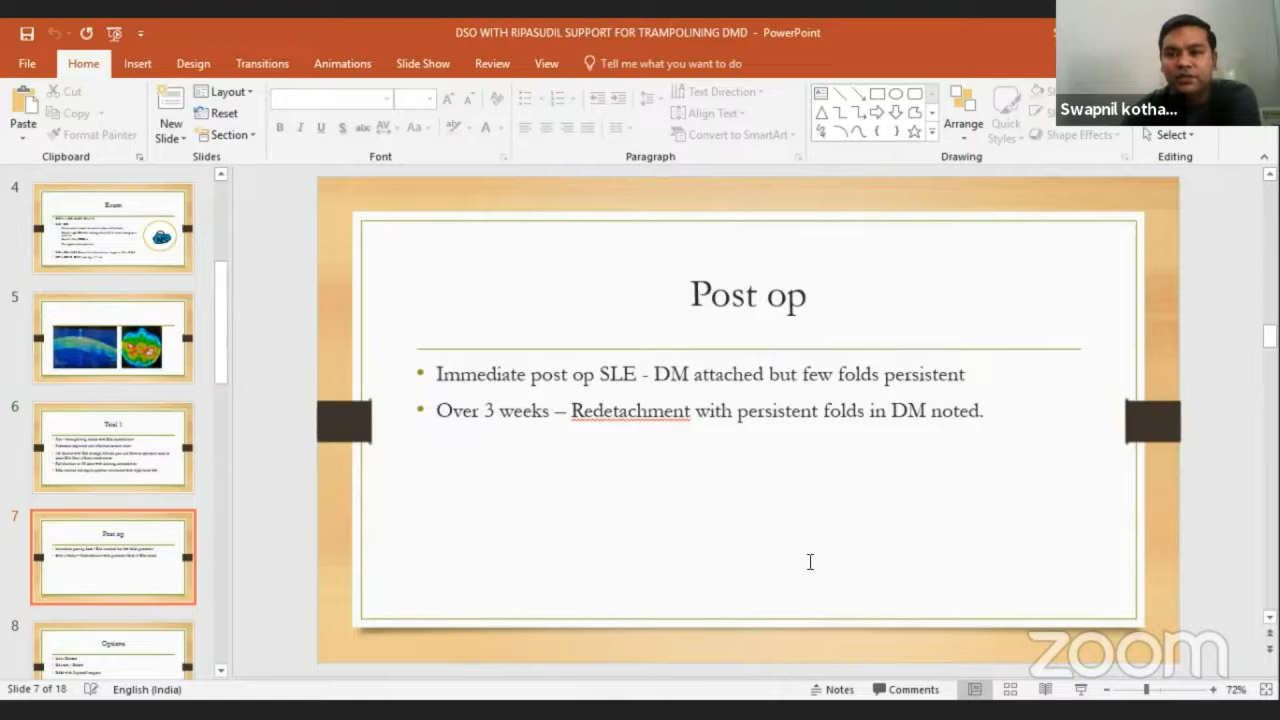 DSO WITH RIPASUDIL SUPPORT FOR TRAMPOLINING DMD - PowerPoint
File Home Insert Design Transitions Animations Slide Show Review View Tell me what you want to do
Swapnil kotha...
Paste
Cut
Copy
Format Painter
Clipboard
New Slide
Layout
Reset
Section
Slides
B I U S abc AV Aa A
Font
Text Direction
Align Text
Convert to SmartArt
Paragraph
Arrange
Quick Styles
Shape Effects
Drawing
Select
Editing
4
Exam
5
6
Trial 1
7
Post op
8
Options
Post op
• Immediate post op SLE - DM attached but few folds persistent
• Over 3 weeks – Redetachment with persistent folds in DM noted.
zoom
Slide 7 of 18 English (India) Notes Comments 72%